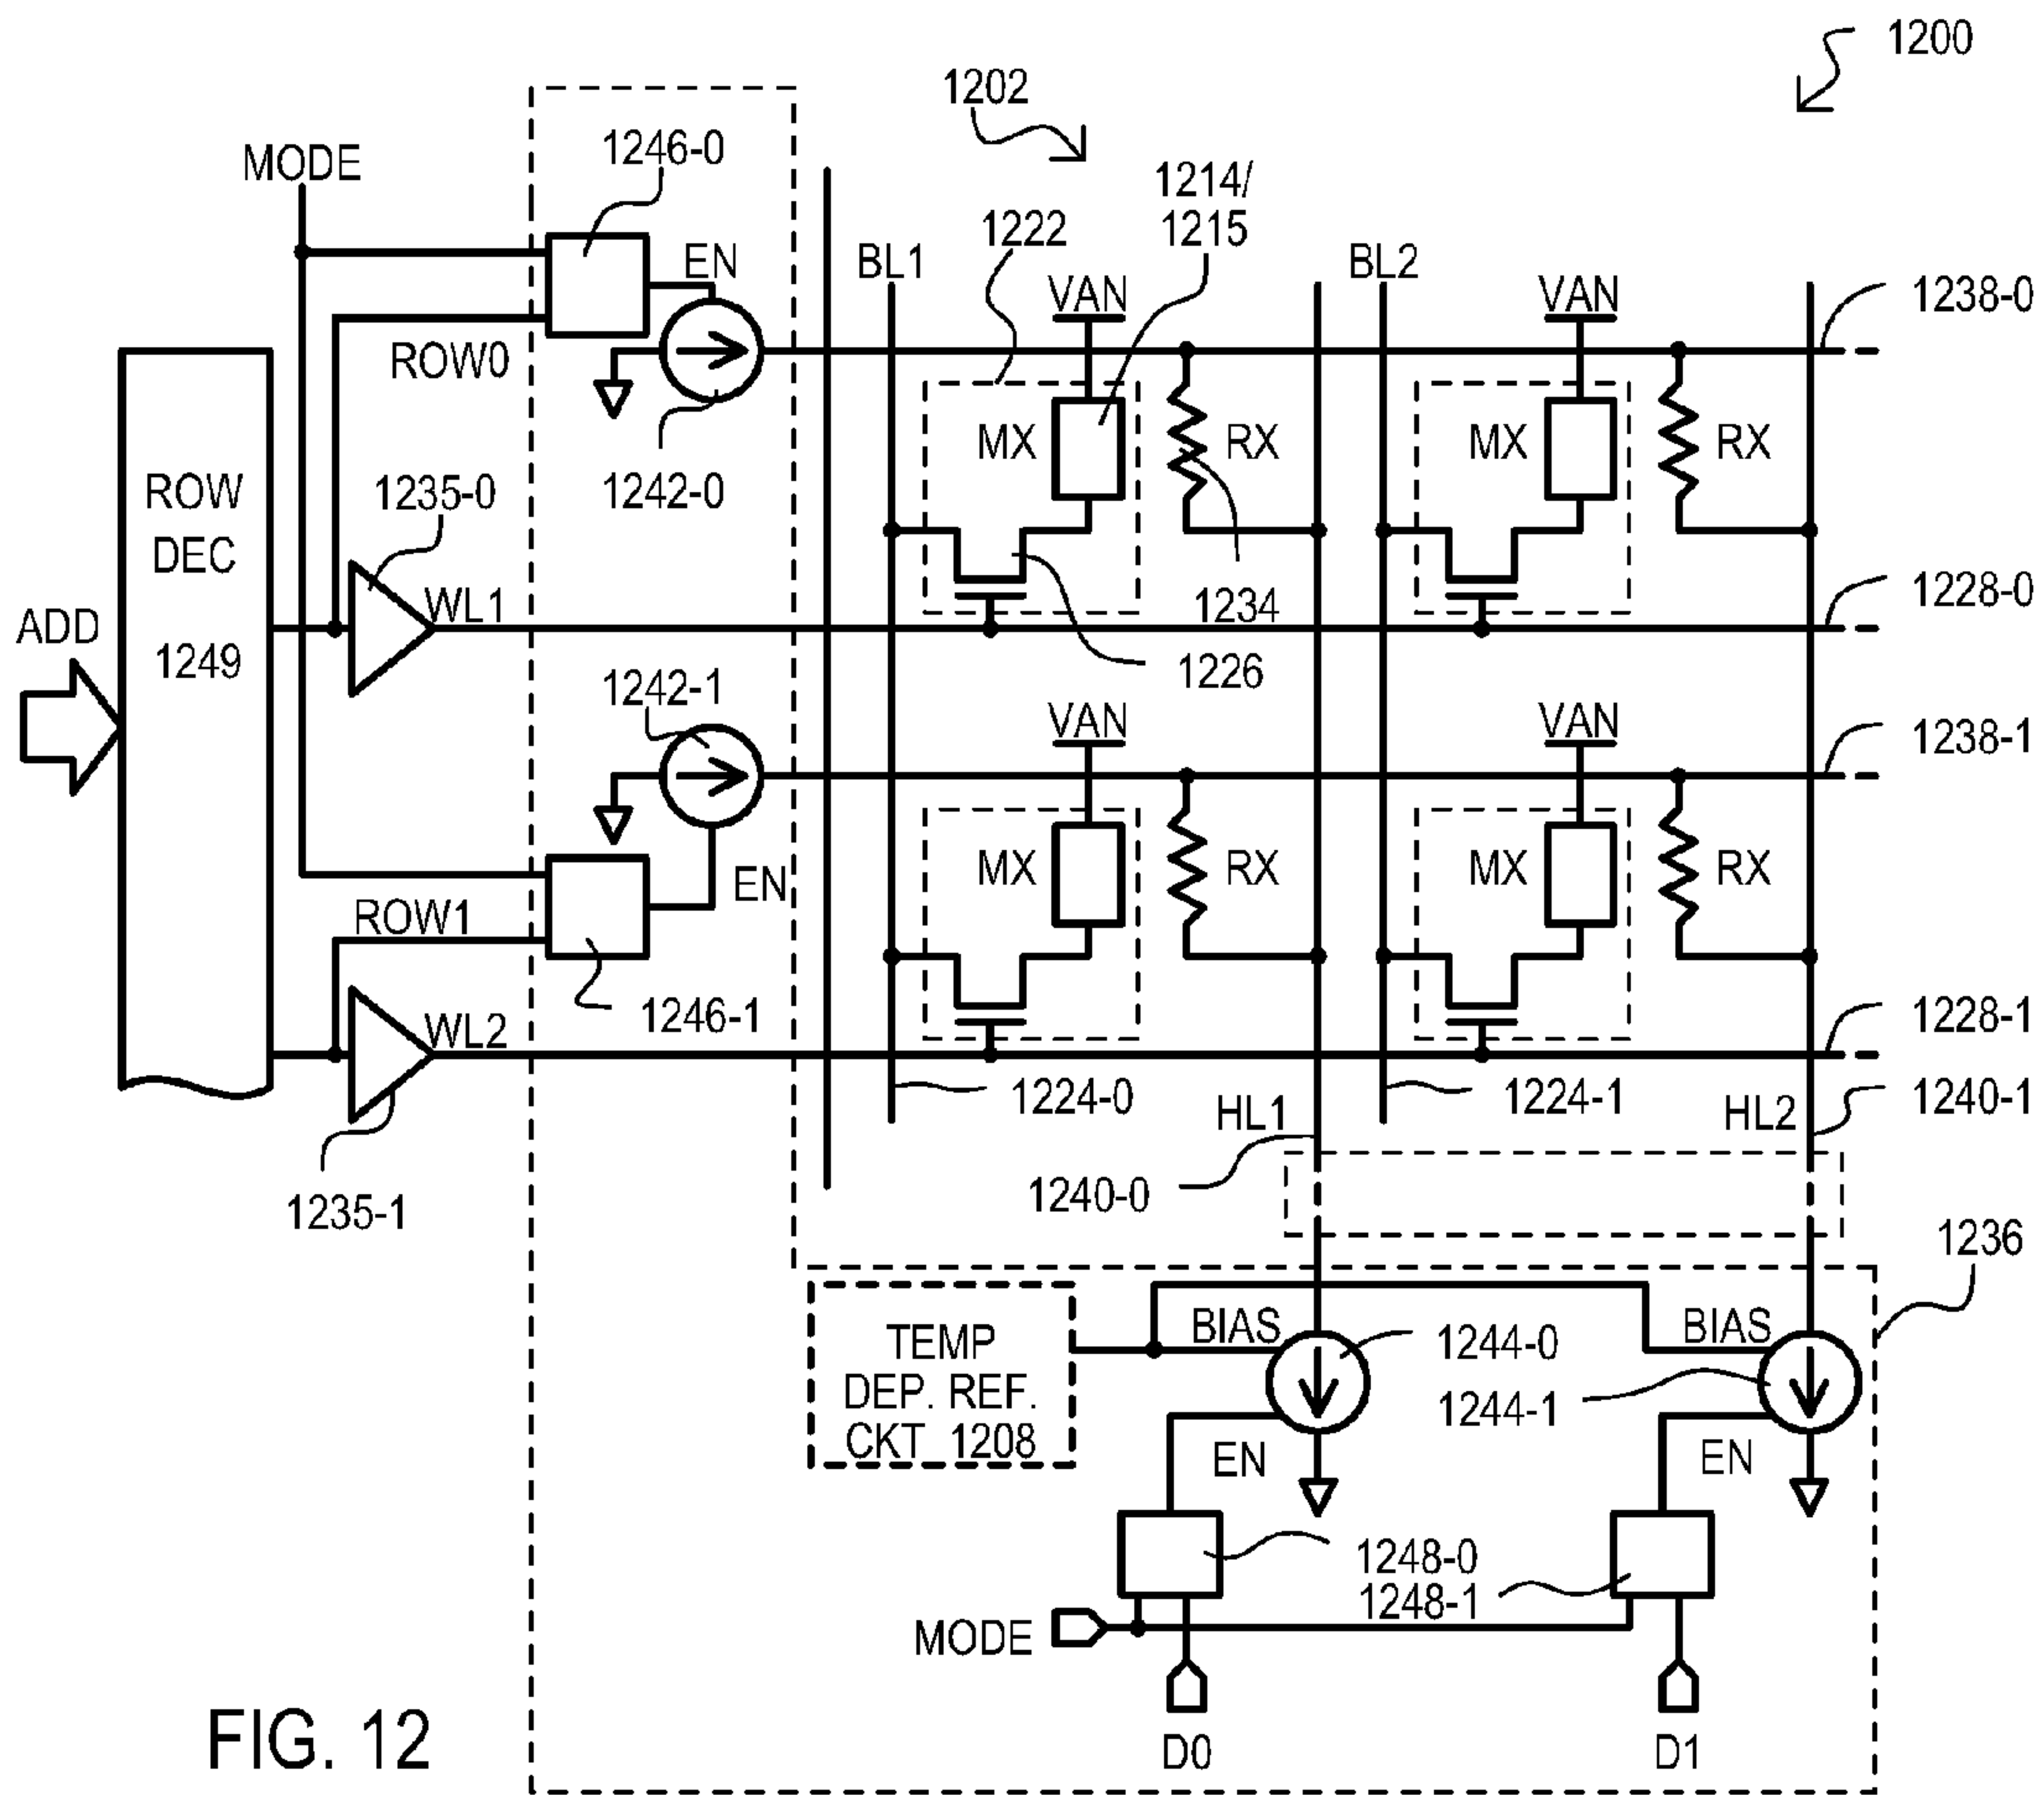 1200
1202
1246-0
MODE
1214/
1215
1222
BL1
BL2
EN
VAN
VAN
1238-0
ROW0
MX
RX
MX
RX
1242-0
1235-0
ROW
DEC
1249
WL1
ADD
1234
1228-0
1226
1242-1
VAN
VAN
1238-1
MX
RX
MX
RX
EN
ROW1
1246-1
WL2
1228-1
1224-0
1224-1
HL1
HL2
1240-1
1240-0
1235-1
1236
TEMP
DEP. REF.
CKT 1208
BIAS
1244-0
BIAS
1244-1
EN
EN
1248-0
1248-1
MODE
D0
D1
FIG. 12